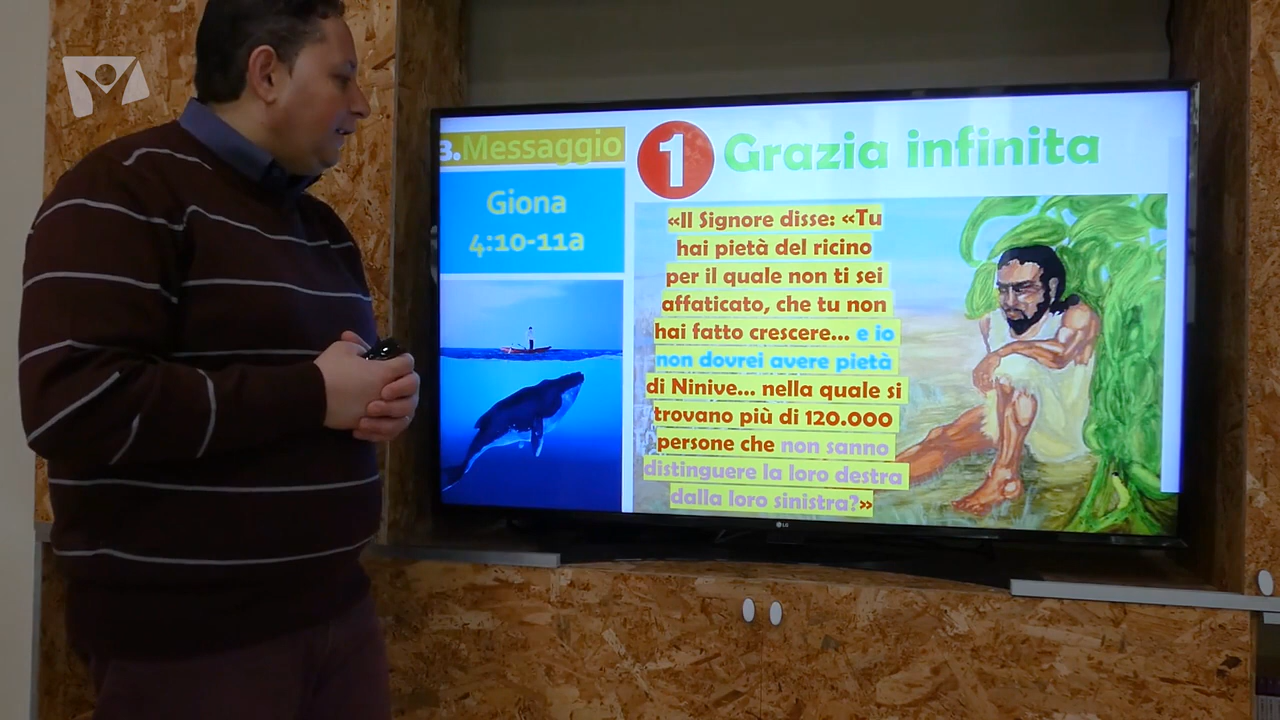 3.Messaggio
Giona
4:10-11a
1 Grazia infinita
«Il Signore disse: «Tu
hai pietà del ricino
per il quale non ti sei
affaticato, che tu non
hai fatto crescere... e io
non dovrei avere pietà
di Ninive... nella quale si
trovano più di 120.000
persone che non sanno
distinguere la loro destra
dalla loro sinistra?»
LG